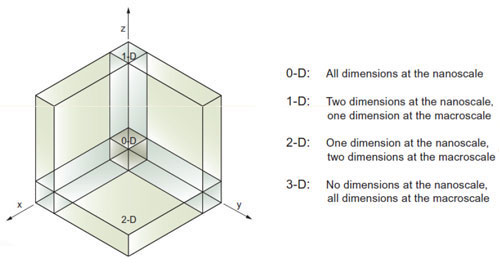 z
1-D
0-D
x
y
2-D
0-D: All dimensions at the nanoscale
1-D: Two dimensions at the nanoscale,
one dimension at the macroscale
2-D: One dimension at the nanoscale,
two dimensions at the macroscale
3-D: No dimensions at the nanoscale,
all dimensions at the macroscale